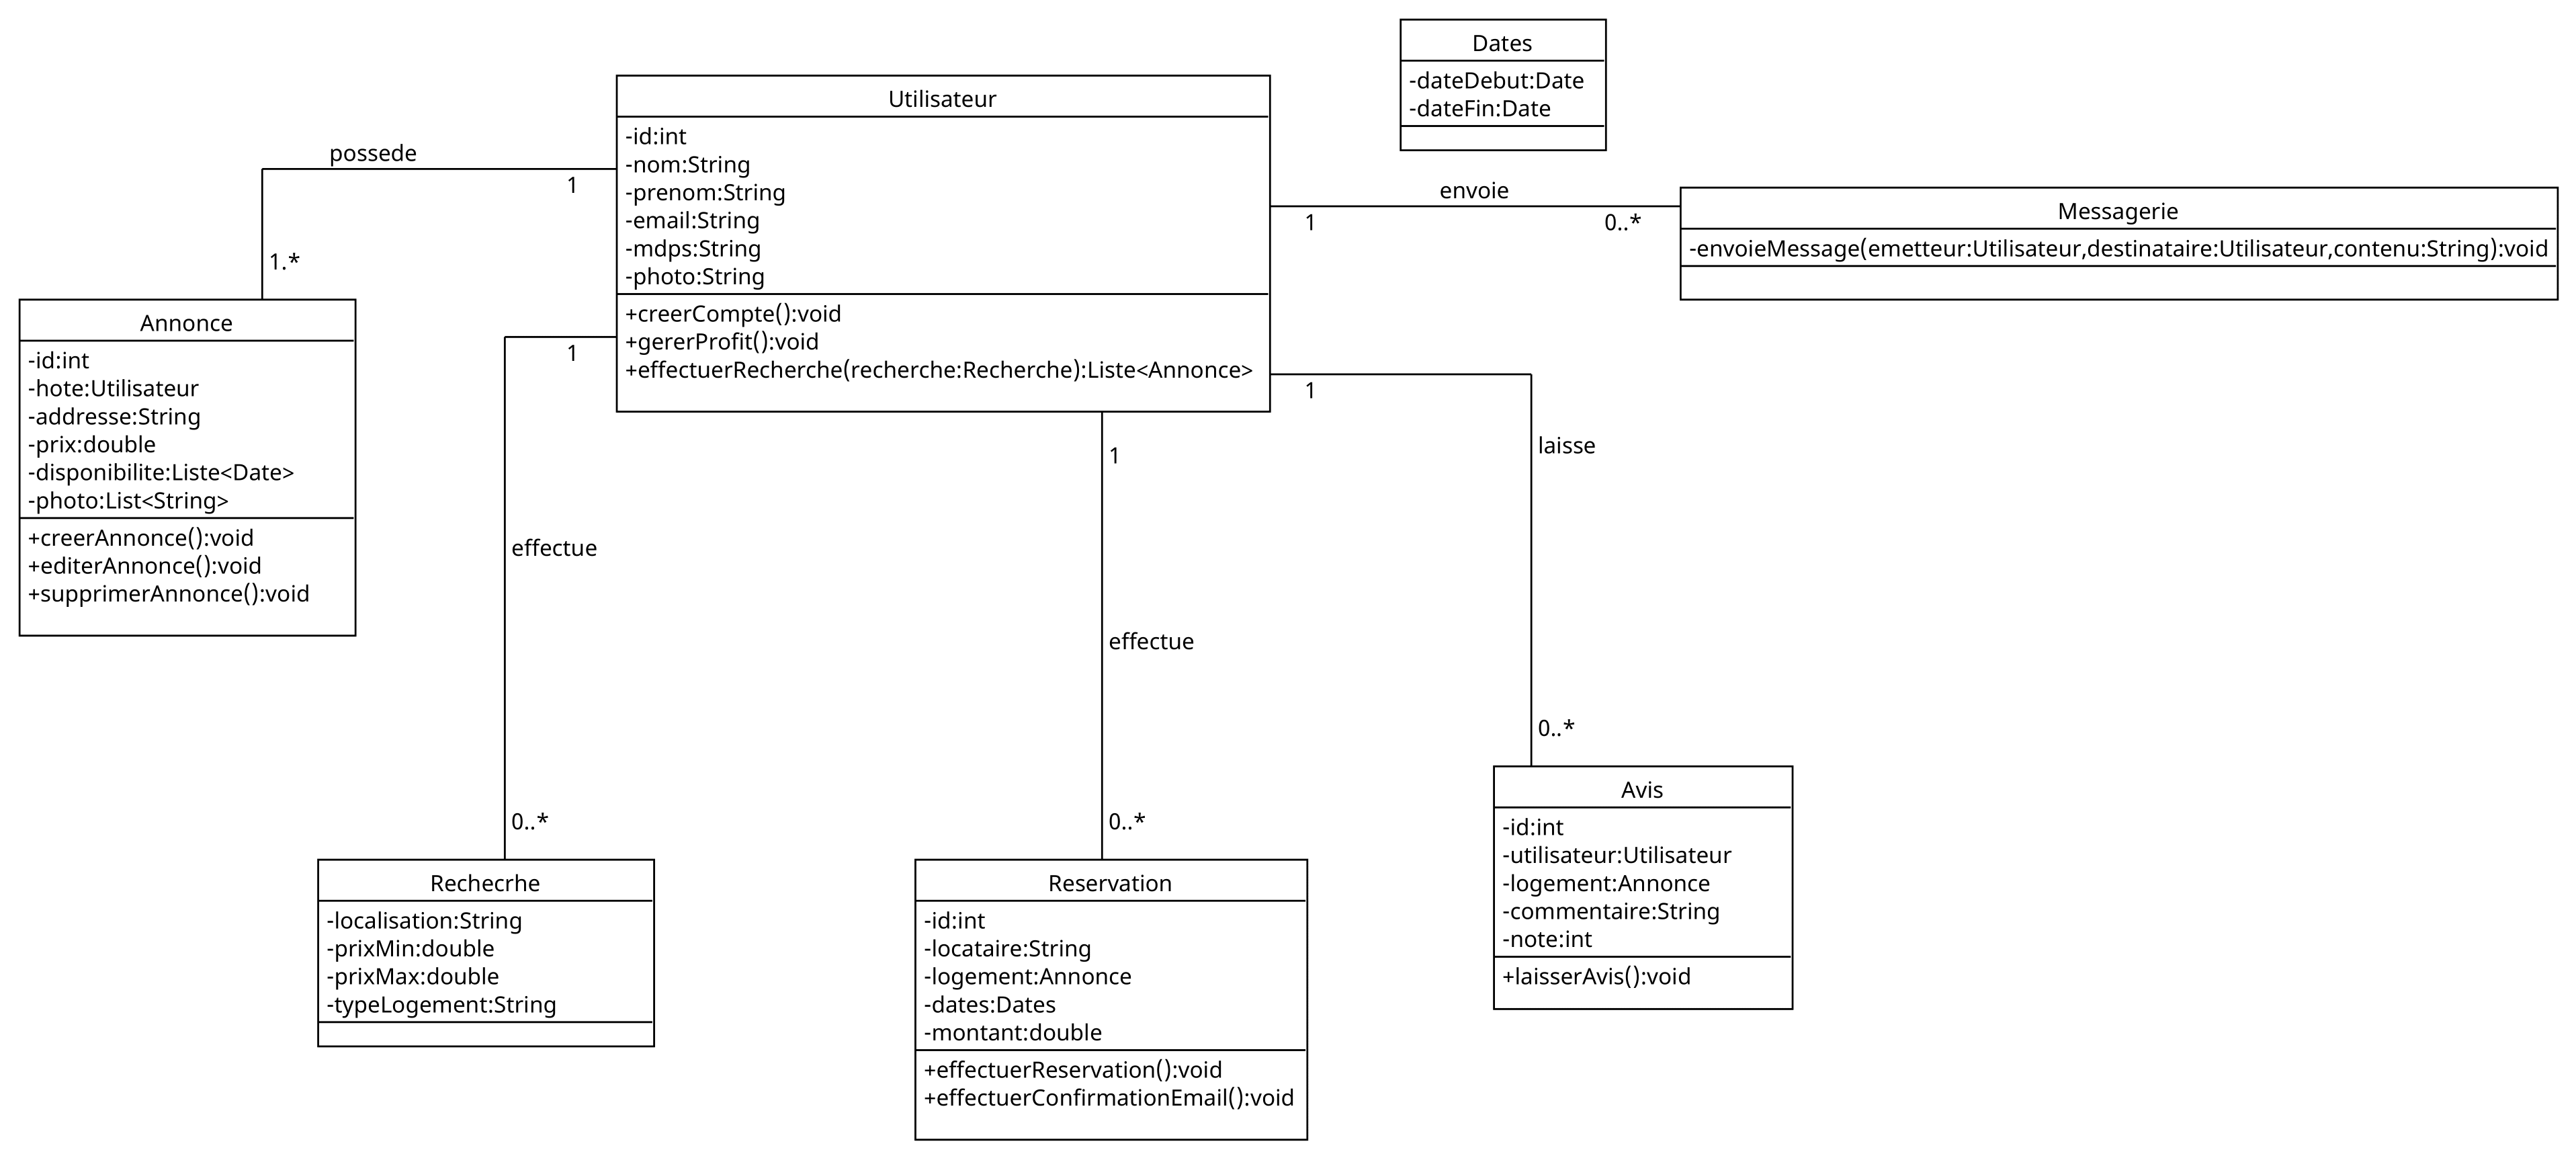 Dates
-dateDebut:Date
-dateFin:Date
Utilisateur
-id:int
-nom:String
-prenom:String
-email:String
-mdps:String
-photo:String
+creerCompte():void
+gererProfit():void
+effectuerRecherche(recherche:Recherche):Liste<Annonce>
possede
1
1.*
envoie
1
0..*
Messagerie
-envoieMessage(emetteur:Utilisateur,destinataire:Utilisateur,contenu:String):void
Annonce
-id:int
-hote:Utilisateur
-addresse:String
-prix:double
-disponibilite:Liste<Date>
-photo:List<String>
+creerAnnonce():void
+editerAnnonce():void
+supprimerAnnonce():void
1
effectue
0..*
1
effectue
0..*
1
laisse
0..*
Rechecrhe
-localisation:String
-prixMin:double
-prixMax:double
-typeLogement:String
Reservation
-id:int
-locataire:String
-logement:Annonce
-dates:Dates
-montant:double
+effectuerReservation():void
+effectuerConfirmationEmail():void
Avis
-id:int
-utilisateur:Utilisateur
-logement:Annonce
-commentaire:String
-note:int
+laisserAvis():void